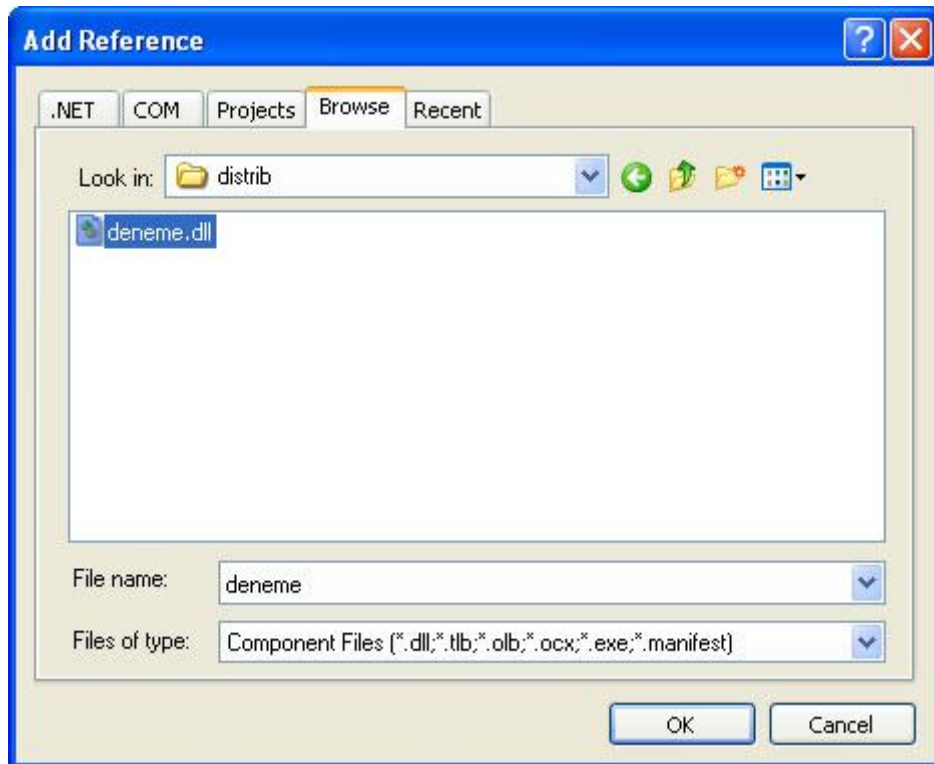 Add Reference
.NET COM Projects Browse Recent
Look in: distrib
deneme.dll
File name: deneme
Files of type: Component Files (*.dll;*.tlb;*.olb;*.ocx;*.exe;*.manifest)
OK Cancel